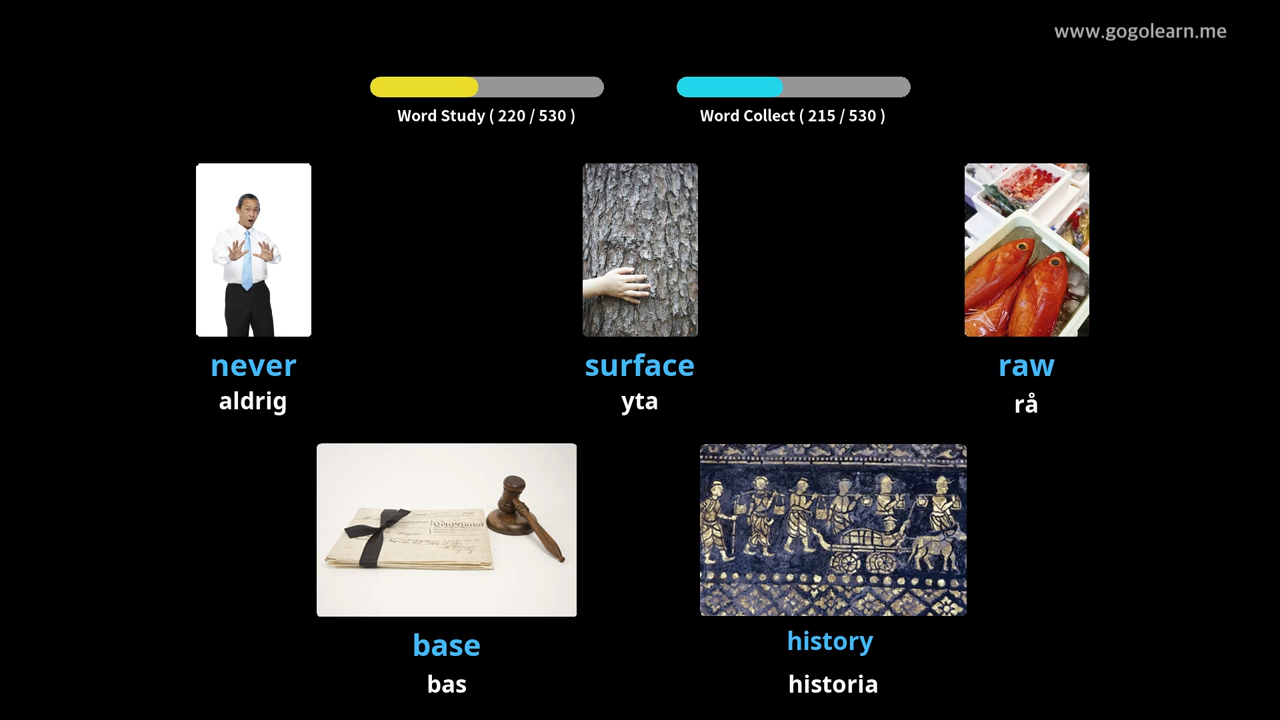 www.gogolearn.me
Word Study ( 220 / 530 )
Word Collect ( 215 / 530 )
never
aldrig
surface
yta
raw
rå
base
bas
history
historia